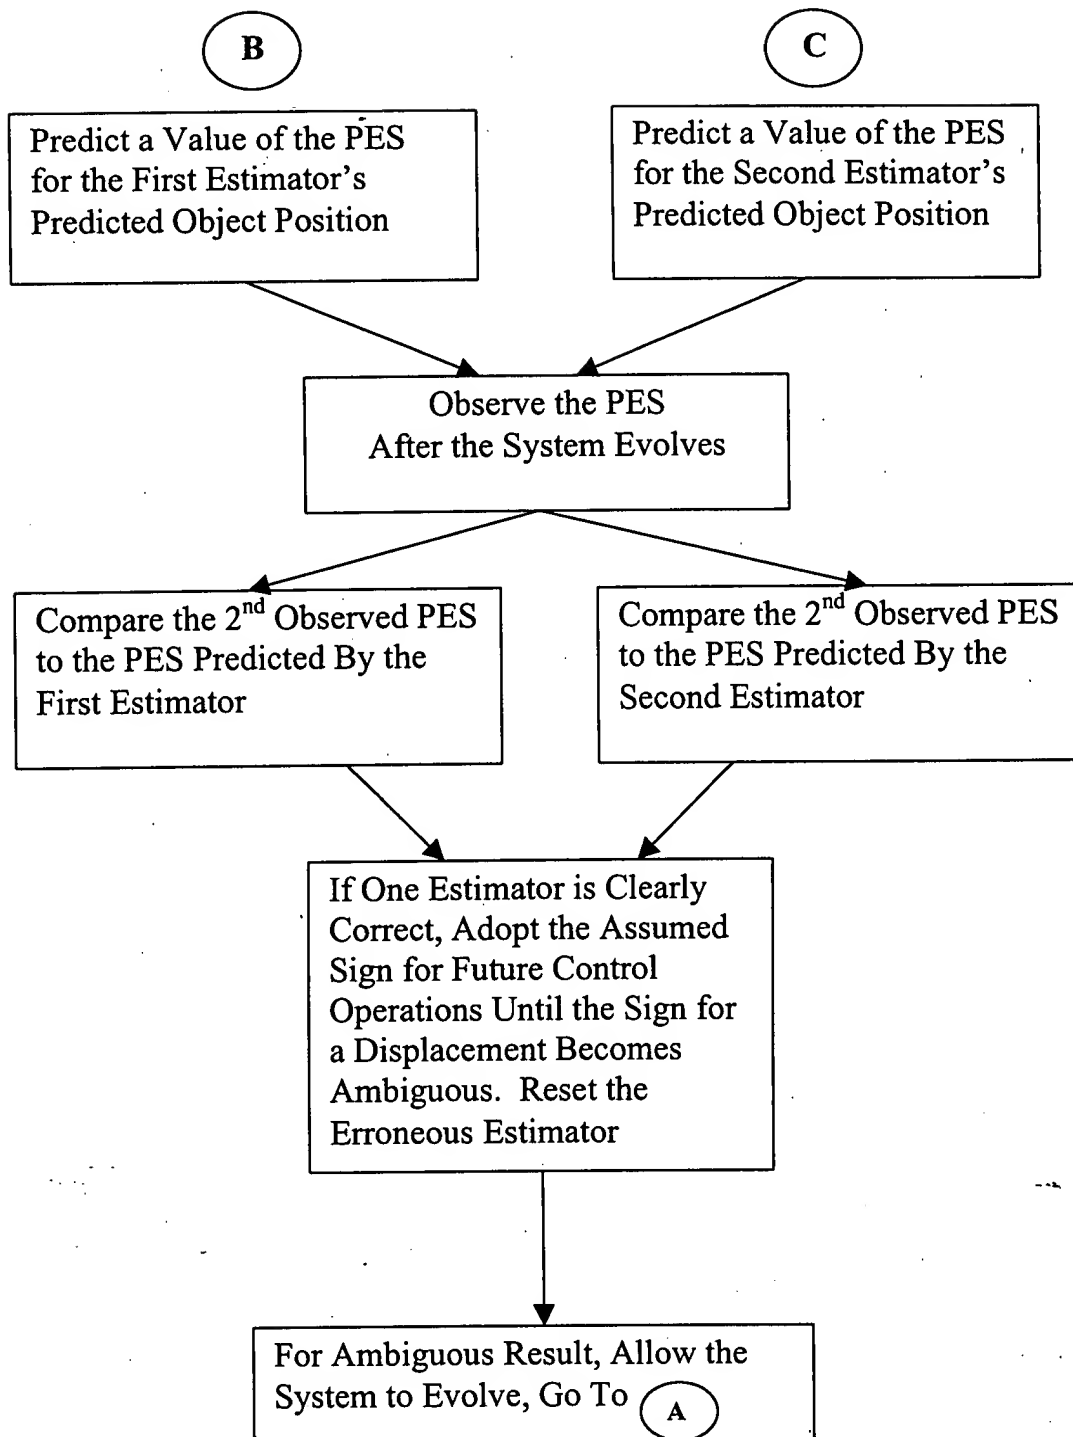 B
C
Predict a Value of the PES
for the First Estimator's
Predicted Object Position
Predict a Value of the PES
for the Second Estimator's
Predicted Object Position
Observe the PES
After the System Evolves
Compare the 2nd Observed PES
to the PES Predicted By the
First Estimator
Compare the 2nd Observed PES
to the PES Predicted By the
Second Estimator
If One Estimator is Clearly
Correct, Adopt the Assumed
Sign for Future Control
Operations Until the Sign for
a Displacement Becomes
Ambiguous. Reset the
Erroneous Estimator
For Ambiguous Result, Allow the
System to Evolve, Go To A